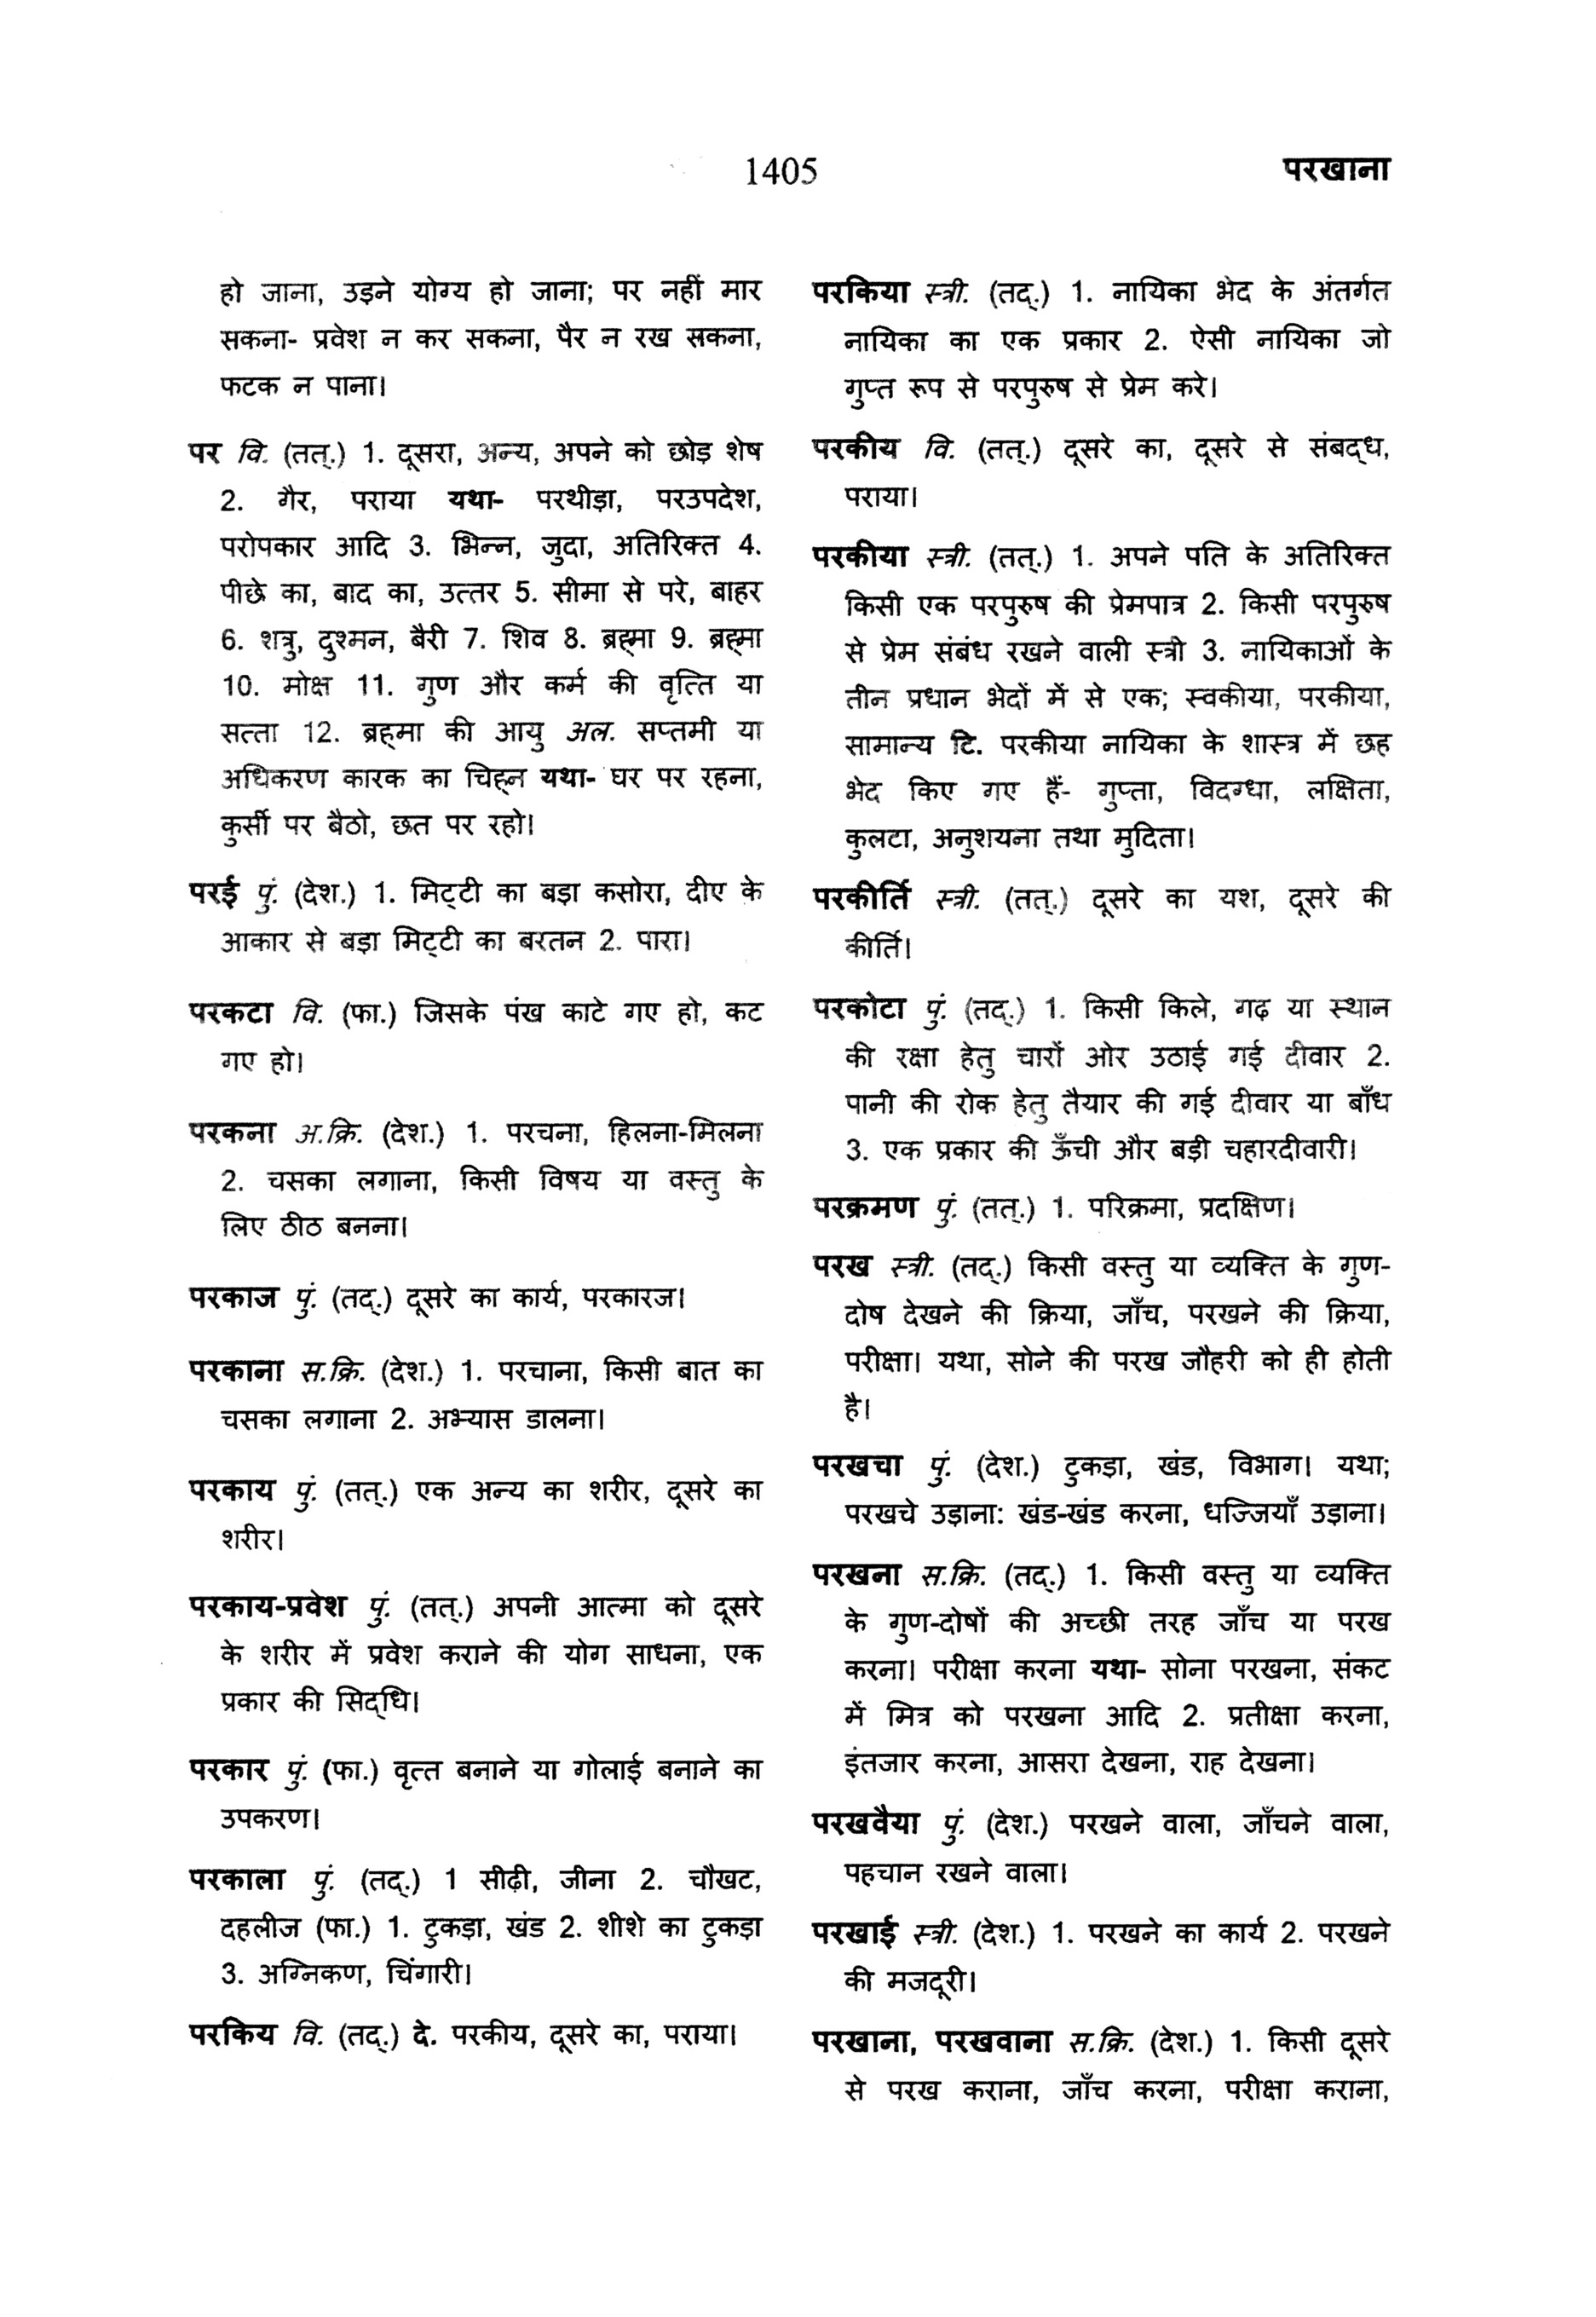 1405
परखाना
हो जाना, उड़ने योग्य हो जाना; पर नहीं मार
सकना- प्रवेश न कर सकना, पैर न रख सकना,
फटक न पाना।
पर वि. (तत्.) 1. दूसरा, अन्य, अपने को छोड़ शेष
2. गैर, पराया यथा- परथीड़ा, परउपदेश,
परोपकार आदि 3. भिन्न, जुदा, अतिरिक्त 4.
पीछे का, बाद का, उत्तर 5. सीमा से परे, बाहर
6. शत्रु, दुश्मन, बैरी 7. शिव 8. ब्रह्मा 9. ब्रह्मा
10. मोक्ष 11. गुण और कर्म की वृत्ति या
सत्ता 12. ब्रह्मा की आयु अल. सप्तमी या
अधिकरण कारक का चिह्न यथा- घर पर रहना,
कुर्सी पर बैठो, छत पर रहो।
परई पुं. (देश.) 1. मिट्टी का बड़ा कसोरा, दीए के
आकार से बड़ा मिट्टी का बरतन 2. पारा।
परकटा वि. (फा.) जिसके पंख काटे गए हो, कट
गए हो।
परकना अ.क्रि. (देश.) 1. परचना, हिलना-मिलना
2. चसका लगाना, किसी विषय या वस्तु के
लिए ठीठ बनना।
परकाज पुं. (तद्.) दूसरे का कार्य, परकारज।
परकाना स.क्रि. (देश.) 1. परचाना, किसी बात का
चसका लगाना 2. अभ्यास डालना।
परकाय पुं. (तत्.) एक अन्य का शरीर, दूसरे का
शरीर।
परकाय-प्रवेश पुं. (तत्.) अपनी आत्मा को दूसरे
के शरीर में प्रवेश कराने की योग साधना, एक
प्रकार की सिद्धि।
परकार पुं. (फा.) वृत्त बनाने या गोलाई बनाने का
उपकरण।
परकाला पुं. (तद्.) 1 सीढ़ी, जीना 2. चौखट,
दहलीज (फा.) 1. टुकड़ा, खंड 2. शीशे का टुकड़ा
3. अग्निकण, चिंगारी।
परकिय वि. (तद्.) दे. परकीय, दूसरे का, पराया।
परकिया स्त्री. (तद्.) 1. नायिका भेद के अंतर्गत
नायिका का एक प्रकार 2. ऐसी नायिका जो
गुप्त रूप से परपुरुष से प्रेम करे।
परकीय वि. (तत्.) दूसरे का, दूसरे से संबद्ध,
पराया।
परकीया स्त्री. (तत्.) 1. अपने पति के अतिरिक्त
किसी एक परपुरुष की प्रेमपात्र 2. किसी परपुरुष
से प्रेम संबंध रखने वाली स्त्री 3. नायिकाओं के
तीन प्रधान भेदों में से एक; स्वकीया, परकीया,
सामान्य टि. परकीया नायिका के शास्त्र में छह
भेद किए गए हैं- गुप्ता, विदग्धा, लक्षिता,
कुलटा, अनुशयना तथा मुदिता।
परकीर्ति स्त्री. (तत्.) दूसरे का यश, दूसरे की
कीर्ति।
परकोटा पुं. (तद्.) 1. किसी किले, गढ़ या स्थान
की रक्षा हेतु चारों ओर उठाई गई दीवार 2.
पानी की रोक हेतु तैयार की गई दीवार या बाँध
3. एक प्रकार की ऊँची और बड़ी चहारदीवारी।
परक्रमण पुं. (तत्.) 1. परिक्रमा, प्रदक्षिण।
परख स्त्री. (तद्.) किसी वस्तु या व्यक्ति के गुण-
दोष देखने की क्रिया, जाँच, परखने की क्रिया,
परीक्षा। यथा, सोने की परख जौहरी को ही होती
है।
परखचा पुं. (देश.) टुकड़ा, खंड, विभाग। यथा;
परखचे उड़ाना: खंड-खंड करना, धज्जियाँ उड़ाना।
परखना स.क्रि. (तद्.) 1. किसी वस्तु या व्यक्ति
के गुण-दोषों की अच्छी तरह जाँच या परख
करना। परीक्षा करना यथा- सोना परखना, संकट
में मित्र को परखना आदि 2. प्रतीक्षा करना,
इंतजार करना, आसरा देखना, राह देखना।
परखवैया पुं. (देश.) परखने वाला, जाँचने वाला,
पहचान रखने वाला।
परखाई स्त्री. (देश.) 1. परखने का कार्य 2. परखने
की मजदूरी।
परखाना, परखवाना स.क्रि. (देश.) 1. किसी दूसरे
से परख कराना, जाँच करना, परीक्षा कराना,